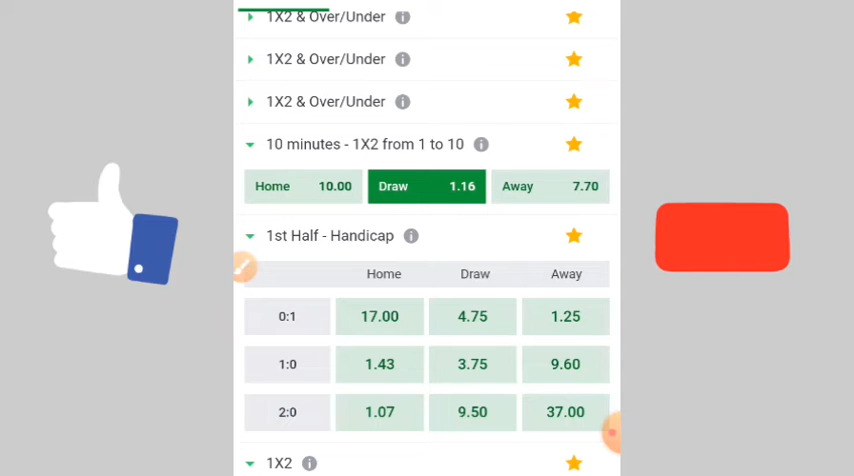 1X2 & Over/Under
1X2 & Over/Under
1X2 & Over/Under
10 minutes - 1X2 from 1 to 10
Home 10.00 Draw 1.16 Away 7.70
1st Half - Handicap
Home Draw Away
0:1 17.00 4.75 1.25
1:0 1.43 3.75 9.60
2:0 1.07 9.50 37.00
1X2